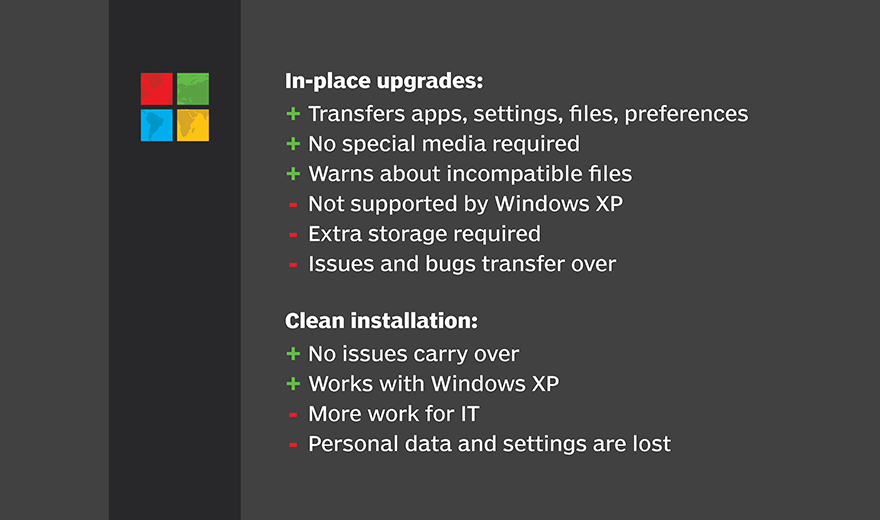 In-place upgrades:
+ Transfers apps, settings, files, preferences
+ No special media required
+ Warns about incompatible files
- Not supported by Windows XP
- Extra storage required
- Issues and bugs transfer over
Clean installation:
+ No issues carry over
+ Works with Windows XP
- More work for IT
- Personal data and settings are lost